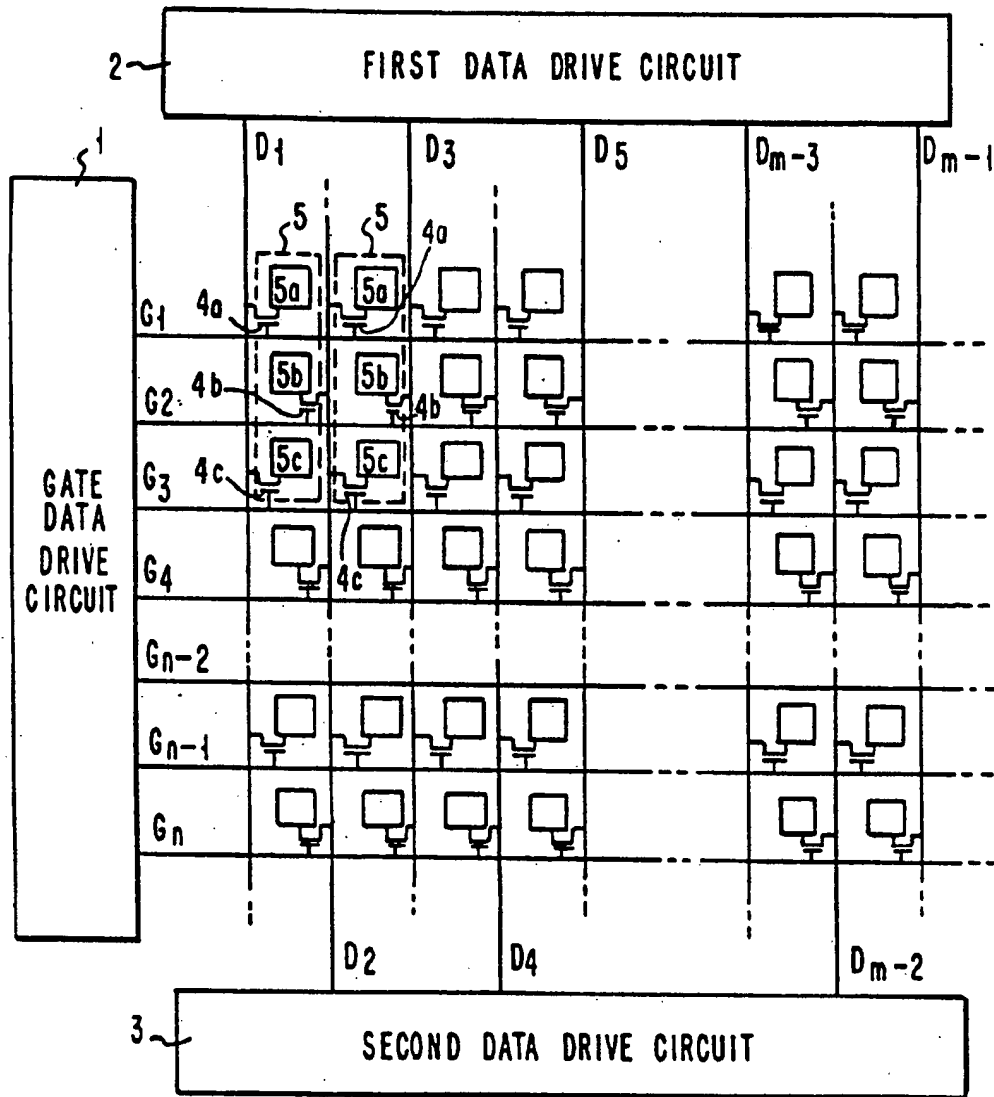 2
FIRST DATA DRIVE CIRCUIT
1
D1
D3
D5
Dm-3
Dm-1
5
5
4a
5a
5a
4a
G1
5b
5b
4b
G2
4b
5c
5c
4c
G3
GATE
DATA
DRIVE
CIRCUIT
G4
4c
Gn-2
Gn-1
Gn
D2
D4
Dm-2
3
SECOND DATA DRIVE CIRCUIT